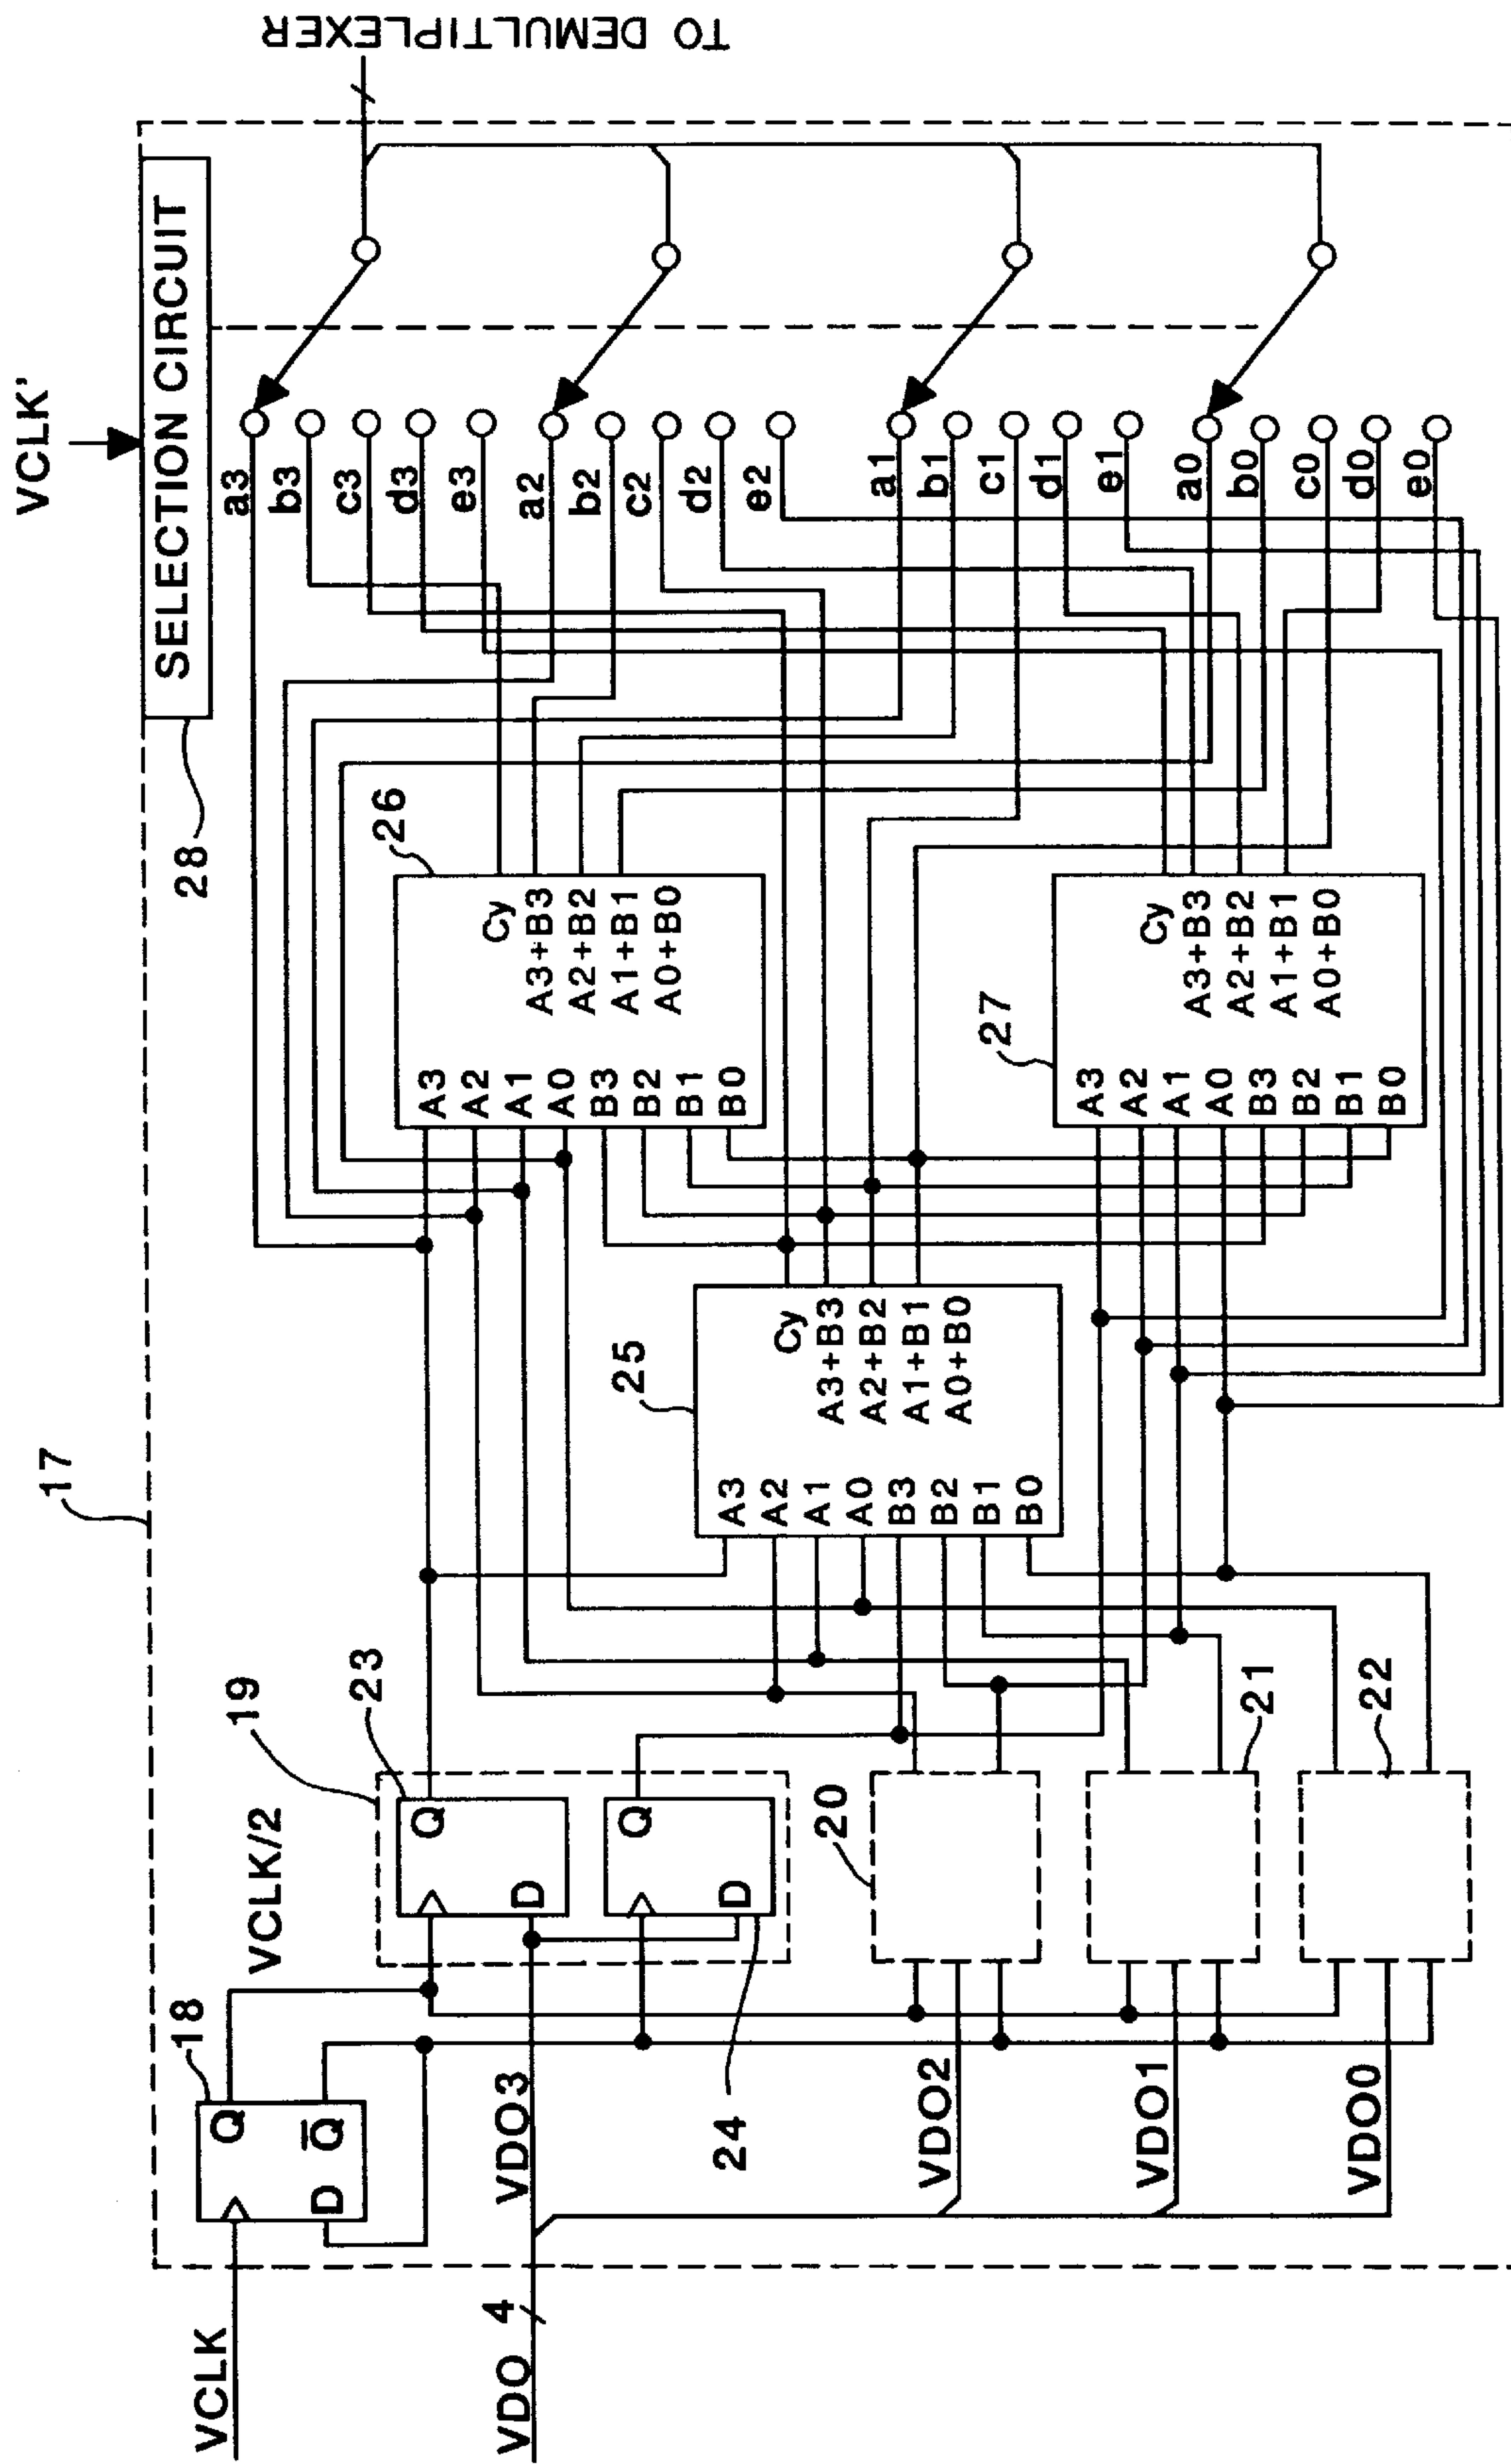 VCLK'
TO DEMULTIPLEXER
SELECTION CIRCUIT
28
17
VCLK
VDO 4
18
Q
Q
D
VCLK/2
19
23
Q
D
Q
D
24
VDO3
VDO2
VDO1
VDO0
20
21
22
25
A3
A2
A1
A0
B3
B2
B1
B0
Cy
A3+B3
A2+B2
A1+B1
A0+B0
26
A3
A2
A1
A0
B3
B2
B1
B0
Cy
A3+B3
A2+B2
A1+B1
A0+B0
27
A3
A2
A1
A0
B3
B2
B1
B0
Cy
A3+B3
A2+B2
A1+B1
A0+B0
a3
b3
c3
d3
e3
a2
b2
c2
d2
e2
a1
b1
c1
d1
e1
a0
b0
c0
d0
e0